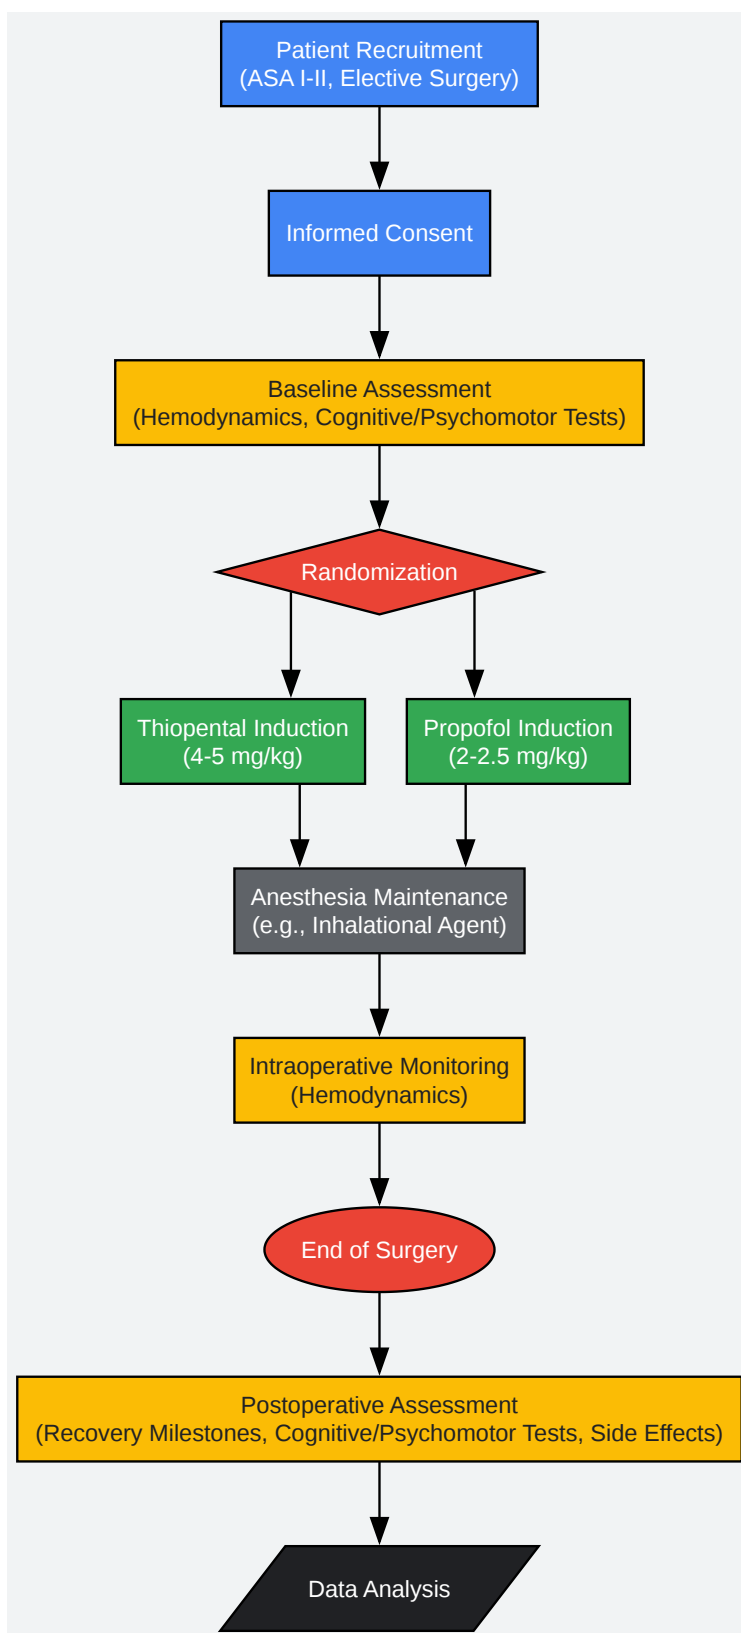 Patient Recruitment
(ASA I-II, Elective Surgery)
Informed Consent
Baseline Assessment
(Hemodynamics, Cognitive/Psychomotor Tests)
Randomization
Thiopental Induction
(4-5 mg/kg)
Propofol Induction
(2-2.5 mg/kg)
Anesthesia Maintenance
(e.g., Inhalational Agent)
Intraoperative Monitoring
(Hemodynamics)
End of Surgery
Postoperative Assessment
(Recovery Milestones, Cognitive/Psychomotor Tests, Side Effects)
Data Analysis